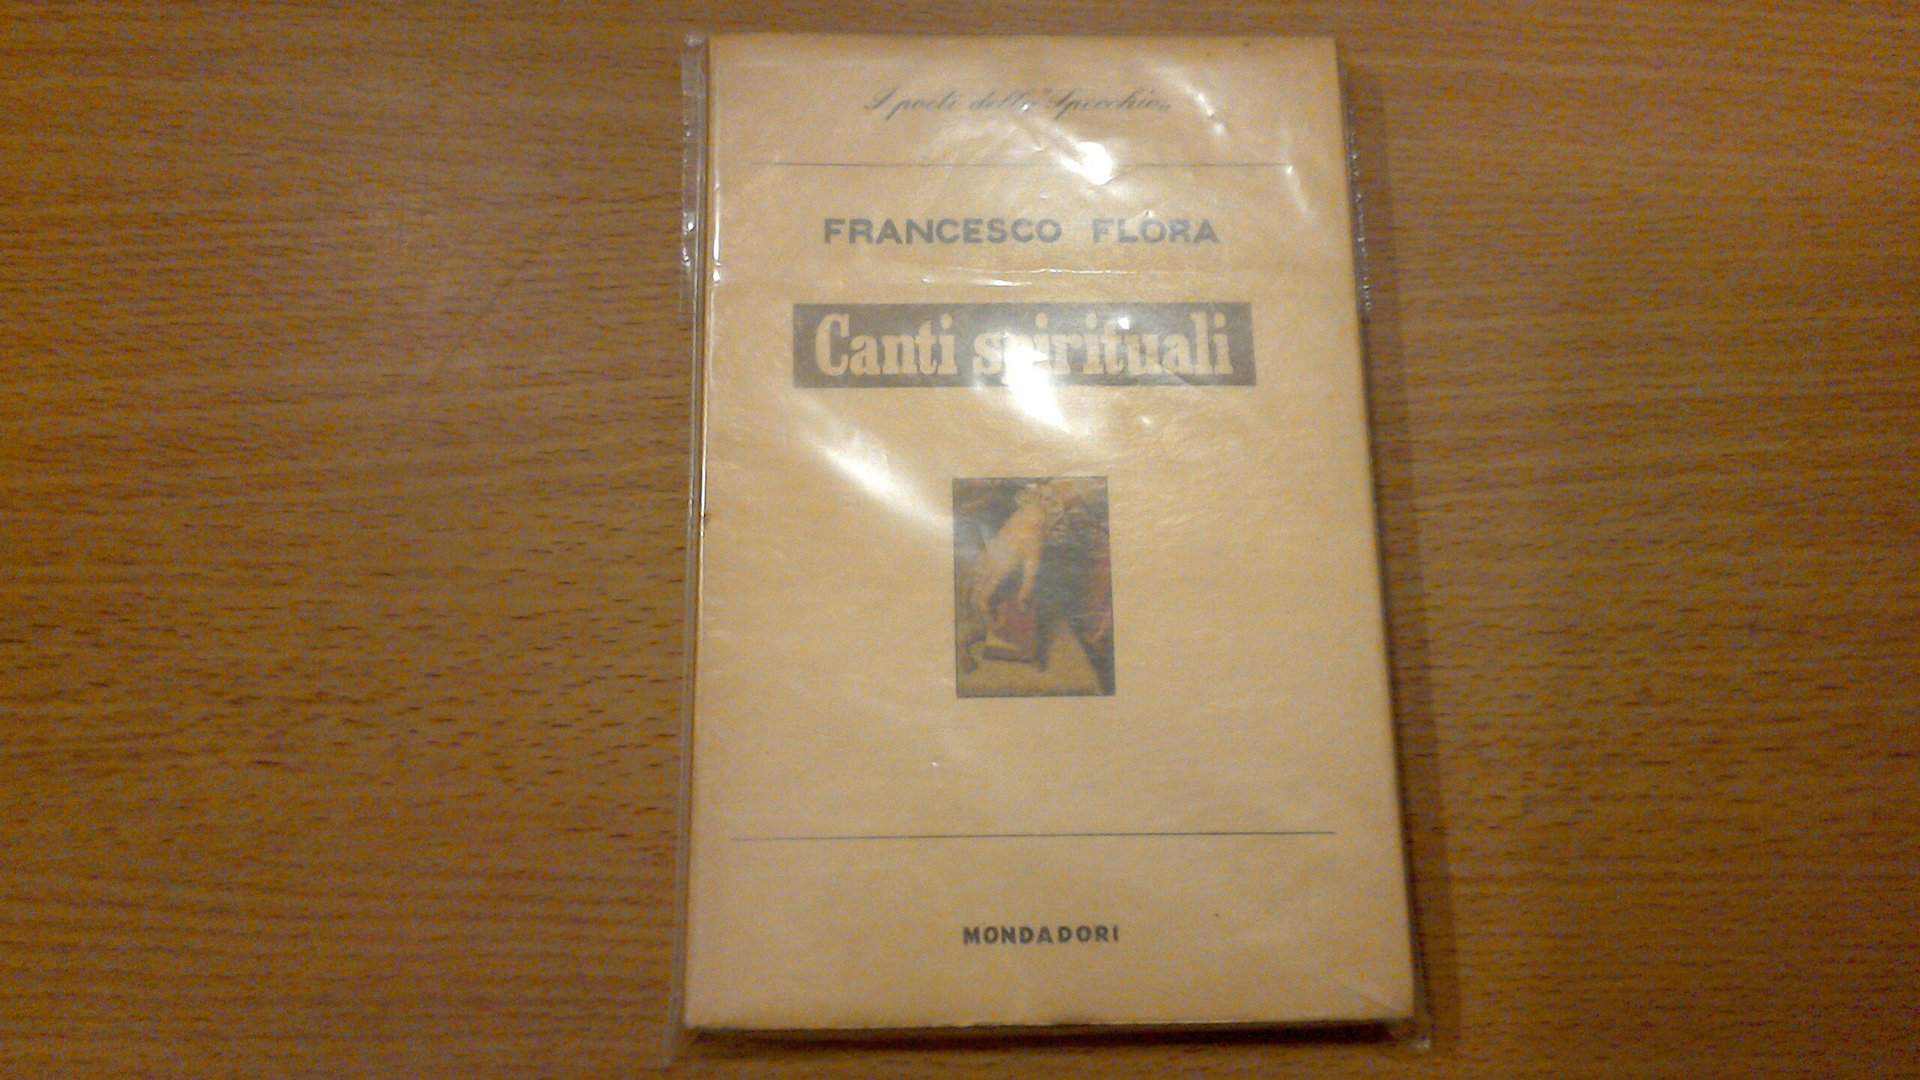 I poeti dello "Specchio„
FRANCESCO FLORA
Canti spirituali
MONDADORI